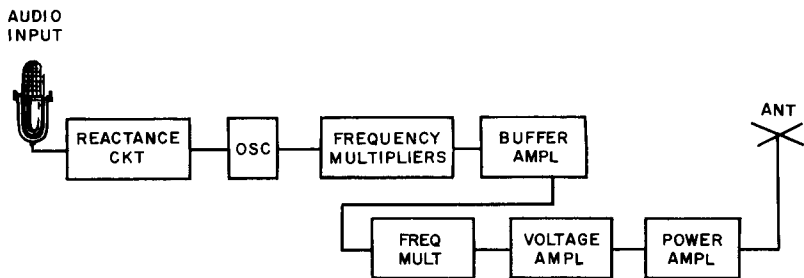 AUDIO
INPUT
REACTANCE
CKT
OSC
FREQUENCY
MULTIPLIERS
BUFFER
AMPL
ANT
FREQ
MULT
VOLTAGE
AMPL
POWER
AMPL